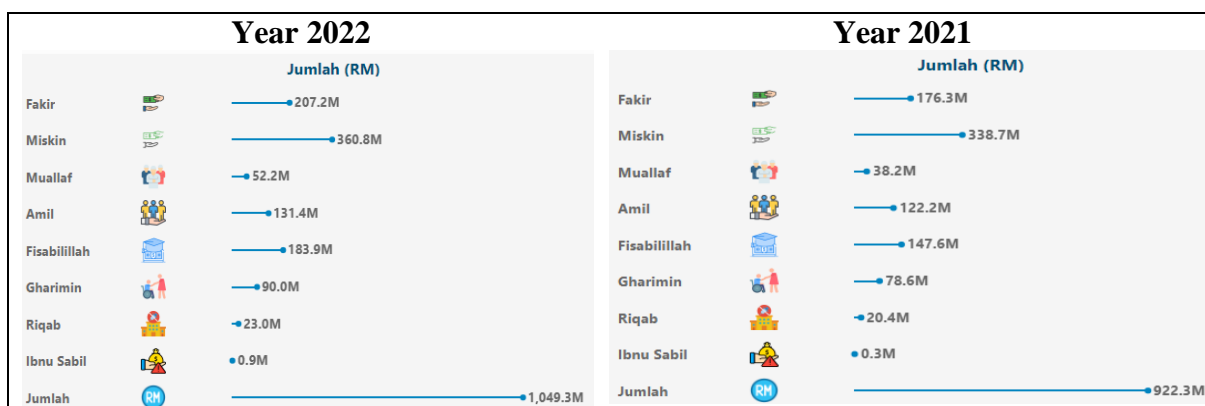 Year 2022
Jumlah (RM)
Fakir 207.2M
Miskin 360.8M
Muallaf 52.2M
Amil 131.4M
Fisabilillah 183.9M
Gharimin 90.0M
Riqab 23.0M
Ibnu Sabil 0.9M
Jumlah RM 1,049.3M
Year 2021
Jumlah (RM)
Fakir 176.3M
Miskin 338.7M
Muallaf 38.2M
Amil 122.2M
Fisabilillah 147.6M
Gharimin 78.6M
Riqab 20.4M
Ibnu Sabil 0.3M
Jumlah RM 922.3M